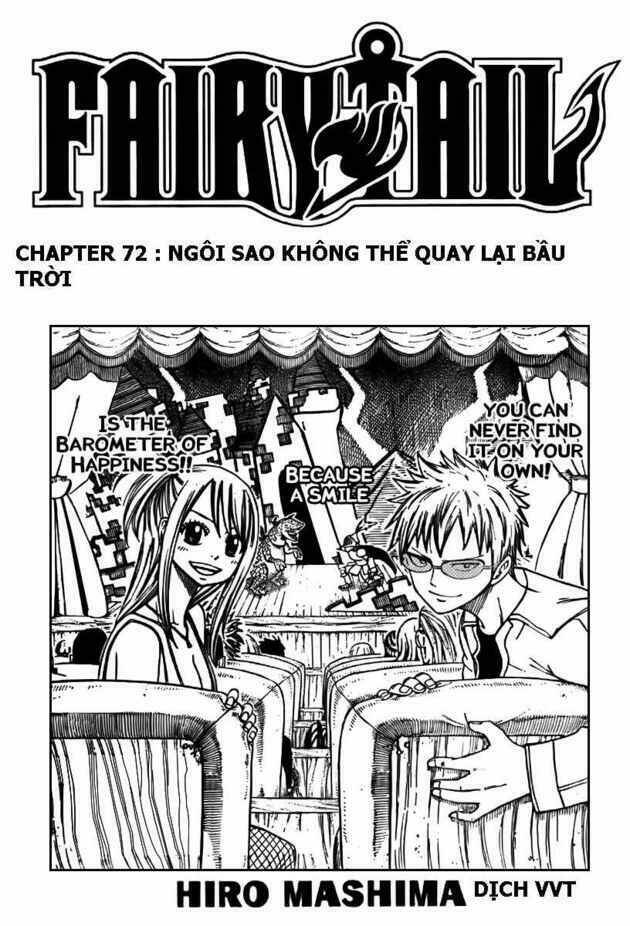 FAIRY TAIL
CHAPTER 72 : NGÔI SAO KHÔNG THỂ QUAY LẠI BẦU
TRỜI
YOU CAN
NEVER FIND
IT ON YOUR
OWN!
BECAUSE
A SMILE
IS THE
BAROMETER OF
HAPPINESS!!
HIRO MASHIMA DỊCH VVT